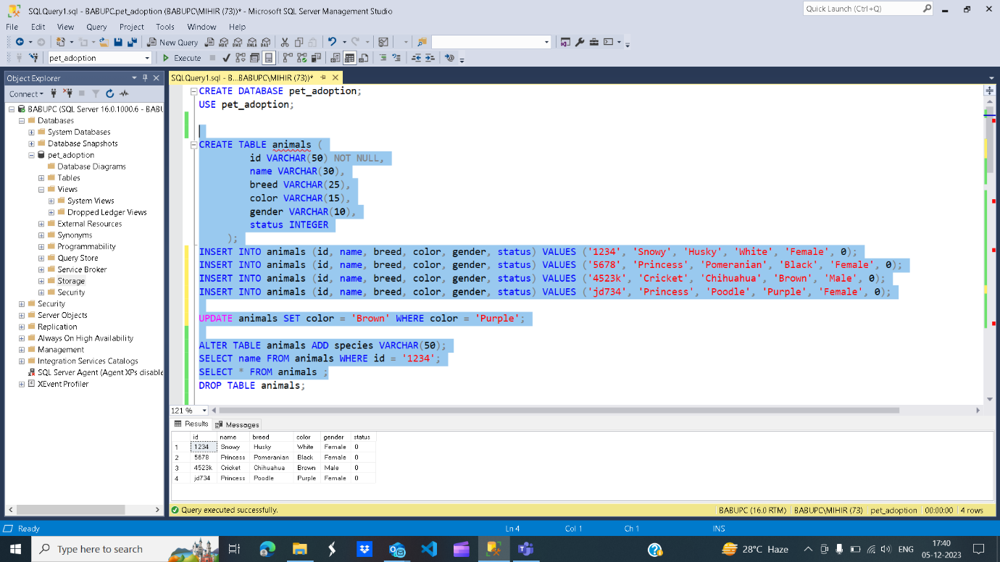 SQLQuery1.sql - BABUPC.pet_adoption (BABUPC\MIHIR (73))* - Microsoft SQL Server Management Studio
Quick Launch (Ctrl+Q)
File Edit View Query Project Tools Window Help
New Query
pet_adoption
Execute
Object Explorer
Connect
BABUPC (SQL Server 16.0.1000.6 - BABU
Databases
System Databases
Database Snapshots
pet_adoption
Database Diagrams
Tables
Views
System Views
Dropped Ledger Views
External Resources
Synonyms
Programmability
Query Store
Service Broker
Storage
Security
Security
Server Objects
Replication
Always On High Availability
Management
Integration Services Catalogs
SQL Server Agent (Agent XPs disable
XEvent Profiler
SQLQuery1.sql - B...BABUPC\MIHIR (73))*
CREATE DATABASE pet_adoption;
USE pet_adoption;
CREATE TABLE animals (
id VARCHAR(50) NOT NULL,
name VARCHAR(30),
breed VARCHAR(25),
color VARCHAR(15),
gender VARCHAR(10),
status INTEGER
);
INSERT INTO animals (id, name, breed, color, gender, status) VALUES ('1234', 'Snowy', 'Husky', 'White', 'Female', 0);
INSERT INTO animals (id, name, breed, color, gender, status) VALUES ('5678', 'Princess', 'Pomeranian', 'Black', 'Female', 0);
INSERT INTO animals (id, name, breed, color, gender, status) VALUES ('4523k', 'Cricket', 'Chihuahua', 'Brown', 'Male', 0);
INSERT INTO animals (id, name, breed, color, gender, status) VALUES ('jd734', 'Princess', 'Poodle', 'Purple', 'Female', 0);
UPDATE animals SET color = 'Brown' WHERE color = 'Purple';
ALTER TABLE animals ADD species VARCHAR(50);
SELECT name FROM animals WHERE id = '1234';
SELECT * FROM animals ;
DROP TABLE animals;
121 %
Results Messages
id name breed color gender status
1 1234 Snowy Husky White Female 0
2 5678 Princess Pomeranian Black Female 0
3 4523k Cricket Chihuahua Brown Male 0
4 jd734 Princess Poodle Purple Female 0
Query executed successfully.
BABUPC (16.0 RTM) BABUPC\MIHIR (73) pet_adoption 00:00:00 4 rows
Ready Ln 4 Col 1 Ch 1 INS
Type here to search
28°C Haze
ENG
17:40
05-12-2023